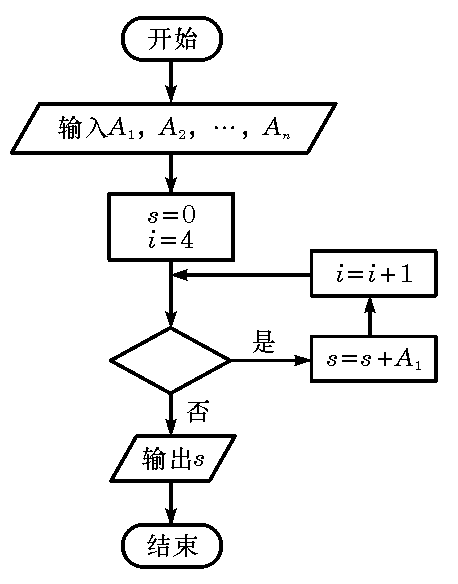 开始
输入A₁，A₂，…，Aₙ
s=0
i=4
i=i+1
是
s=s+A₁
否
输出s
结束